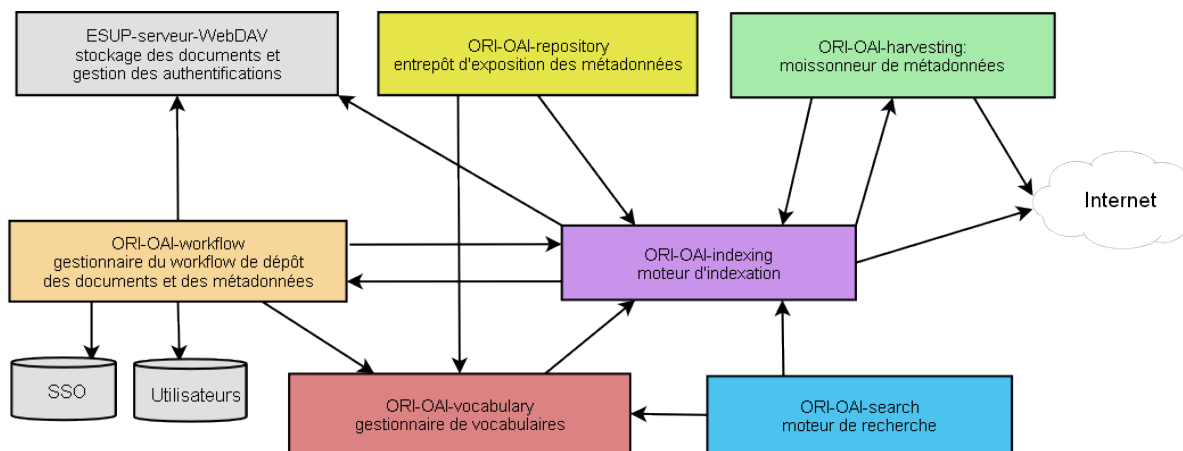 ESUP-serveur-WebDAV
stockage des documents et
gestion des authentifications
ORI-OAI-repository
entrepôt d'exposition des métadonnées
ORI-OAI-harvesting:
moissonneur de métadonnées
Internet
ORI-OAI-workflow
gestionnaire du workflow de dépôt
des documents et des métadonnées
ORI-OAI-indexing
moteur d'indexation
SSO
Utilisateurs
ORI-OAI-vocabulary
gestionnaire de vocabulaires
ORI-OAI-search
moteur de recherche